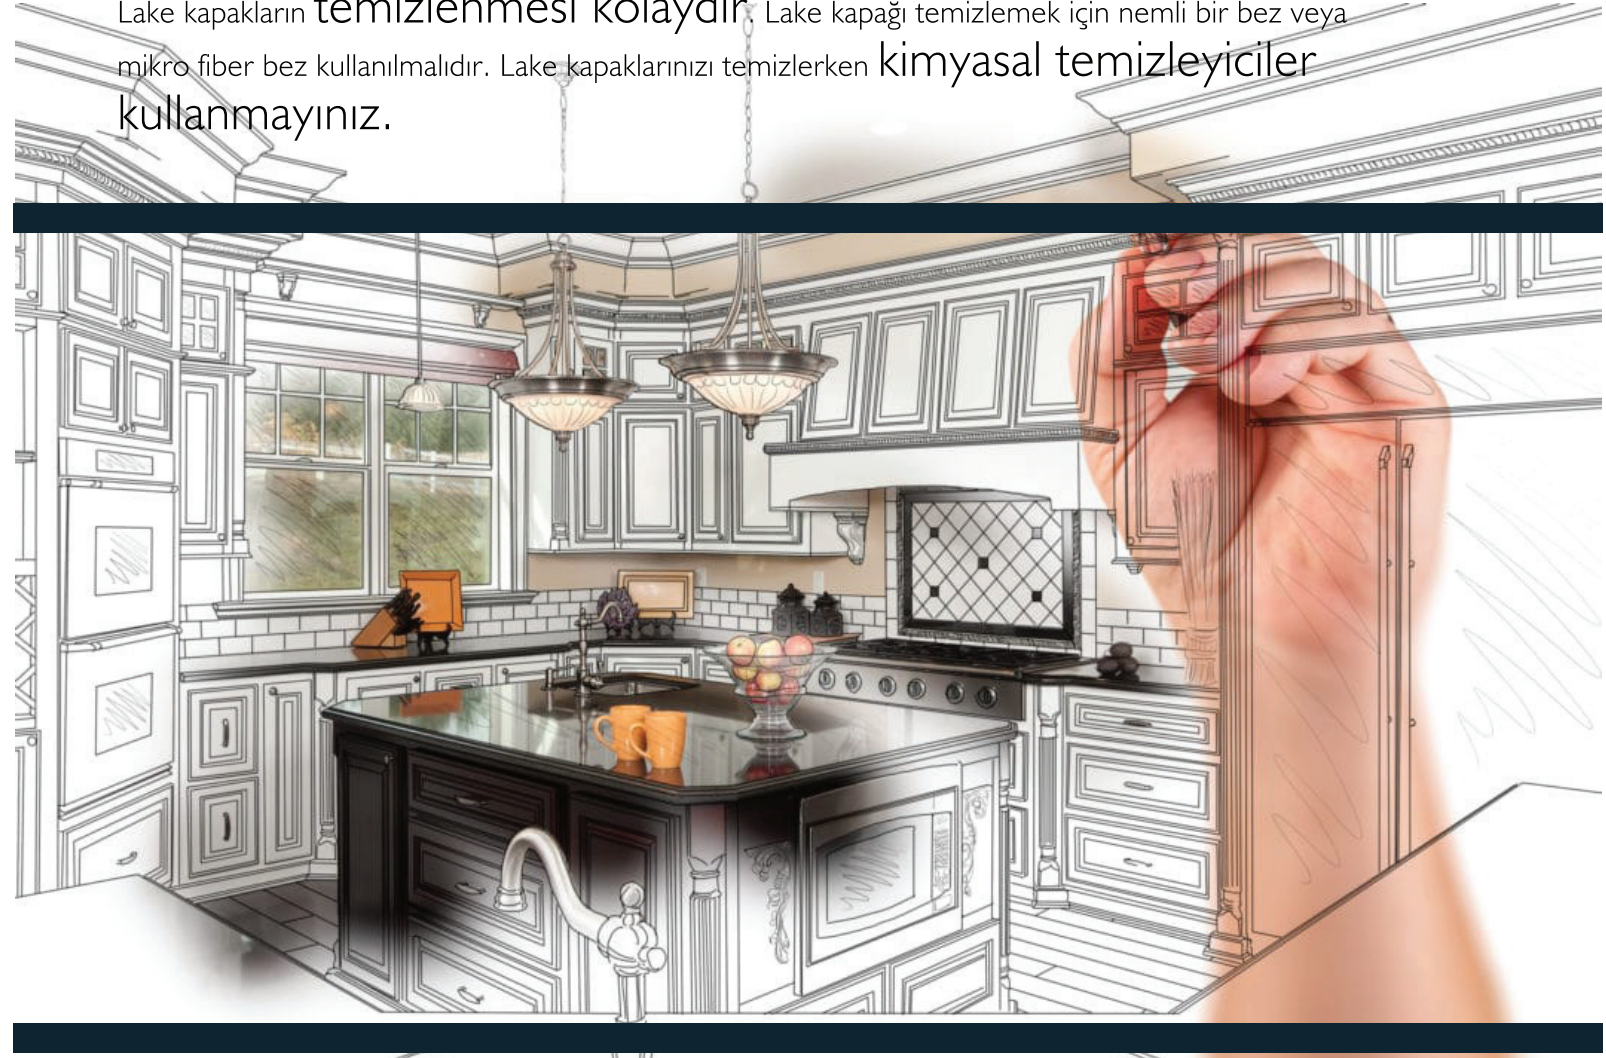 Lake kapakların temizlenmesi kolaydır. Lake kapağı temizlemek için nemli bir bez veya
mikro fiber bez kullanılmalıdır. Lake kapaklarınızı temizlerken kimyasal temizleyiciler
kullanmayınız.